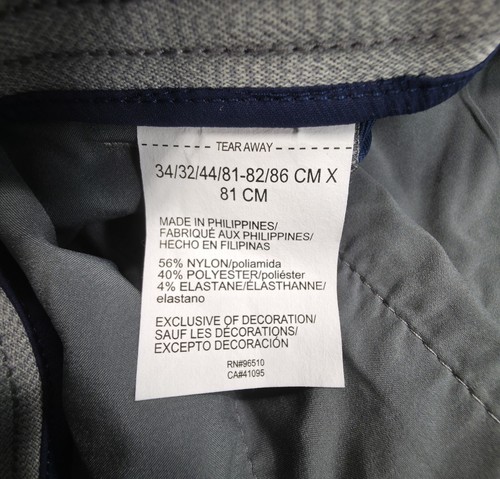 TEAR AWAY
34/32/44/81-82/86 CM X
81 CM
MADE IN PHILIPPINES/
FABRIQUÉ AUX PHILIPPINES/
HECHO EN FILIPINAS
56% NYLON/poliamida
40% POLYESTER/poliéster
4% ELASTANE/ÉLASTHANNE/
elastano
EXCLUSIVE OF DECORATION/
SAUF LES DÉCORATIONS/
EXCEPTO DECORACIÓN
RN#96510
CA#41095